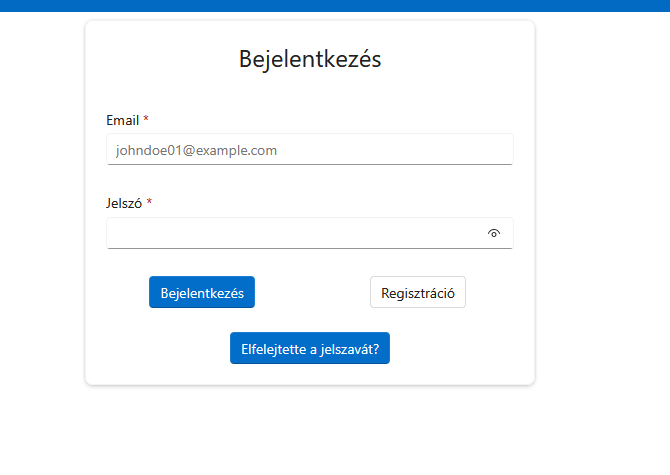 Bejelentkezés
Email *
johndoe01@example.com
Jelszó *
Bejelentkezés
Regisztráció
Elfelejtette a jelszavát?